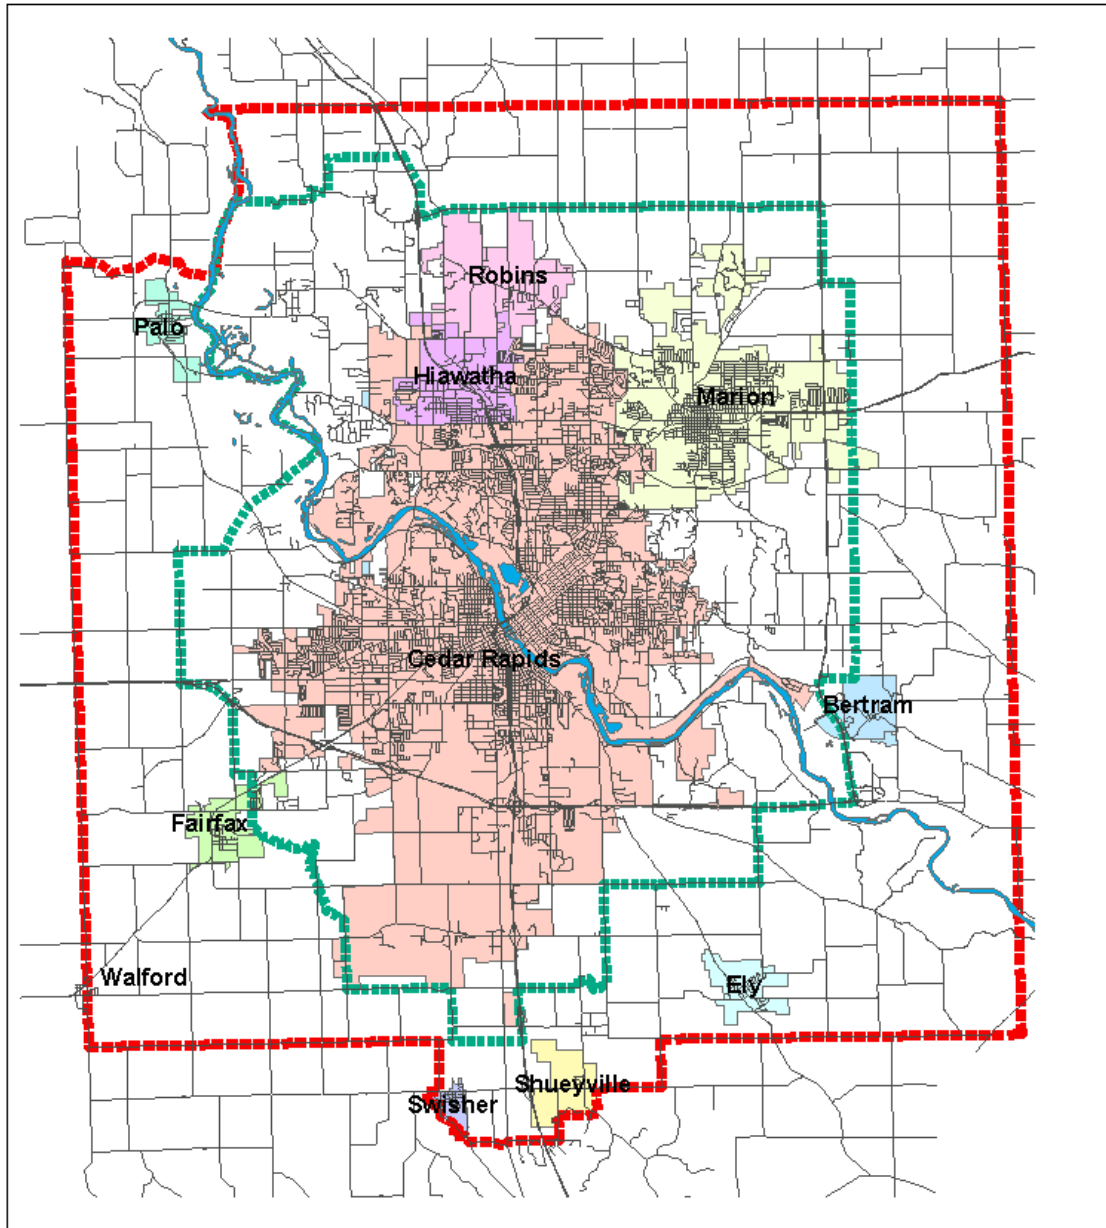 Robins
Palo
Hiawatha
Marion
Cedar Rapids
Bertram
Fairfax
Walford
Ely
Shueyville
Swisher